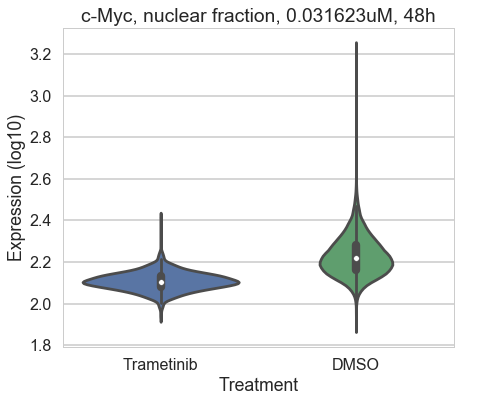 c-Myc, nuclear fraction, 0.031623uM, 48h
3.2
3.0
2.8
2.6
2.4
2.2
2.0
1.8
Expression (log10)
Trametinib
DMSO
Treatment